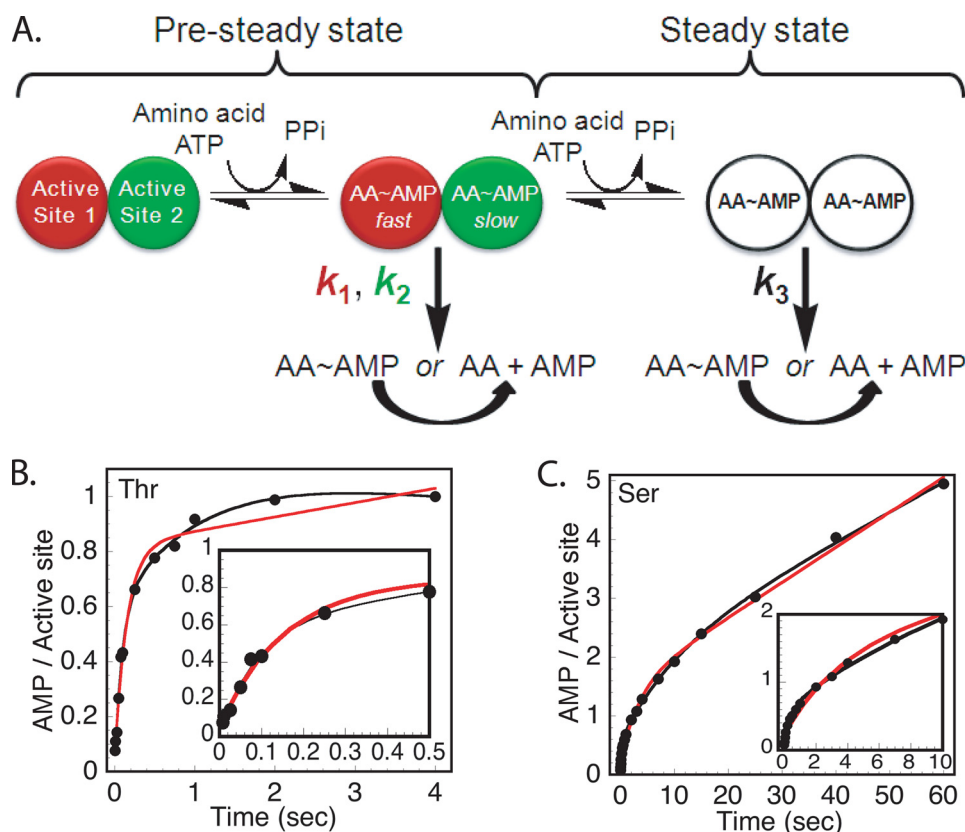 A.
Pre-steady state
Steady state
Amino acid
ATP
PPi
Amino acid
ATP
PPi
Active
Site 1
Active
Site 2
AA~AMP
fast
AA~AMP
slow
AA~AMP
AA~AMP
k1, k2
k3
AA~AMP or AA + AMP
AA~AMP or AA + AMP
B.
Thr
AMP / Active site
1
0.8
0.6
0.4
0.2
0
1
0.8
0.6
0.4
0.2
0
0 0.1 0.2 0.3 0.4 0.5
0 1 2 3 4
Time (sec)
C.
Ser
AMP / Active site
5
4
3
2
1
0
2
1
0
0 2 4 6 8 10
0 10 20 30 40 50 60
Time (sec)